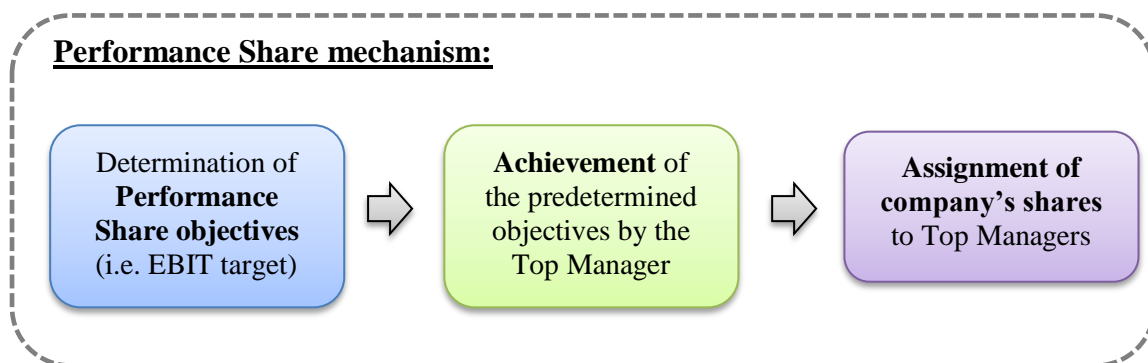 Performance Share mechanism:
Determination of
Performance
Share objectives
(i.e. EBIT target)
Achievement of
the predetermined
objectives by the
Top Manager
Assignment of
company’s shares
to Top Managers